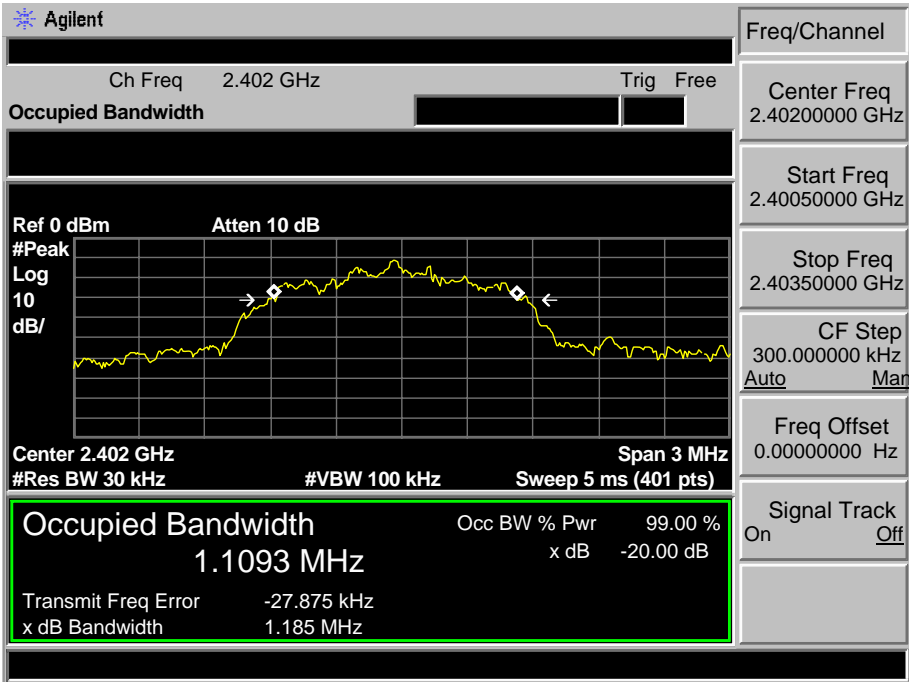 Agilent
Freq/Channel
Ch Freq 2.402 GHz Trig Free
Occupied Bandwidth
Center Freq
2.40200000 GHz
Start Freq
2.40050000 GHz
Stop Freq
2.40350000 GHz
CF Step
300.000000 kHz
Auto Man
Freq Offset
0.00000000 Hz
Signal Track
On Off
Ref 0 dBm Atten 10 dB
#Peak
Log
10
dB/
Center 2.402 GHz Span 3 MHz
#Res BW 30 kHz #VBW 100 kHz Sweep 5 ms (401 pts)
Occupied Bandwidth Occ BW % Pwr 99.00 %
1.1093 MHz x dB -20.00 dB
Transmit Freq Error -27.875 kHz
x dB Bandwidth 1.185 MHz